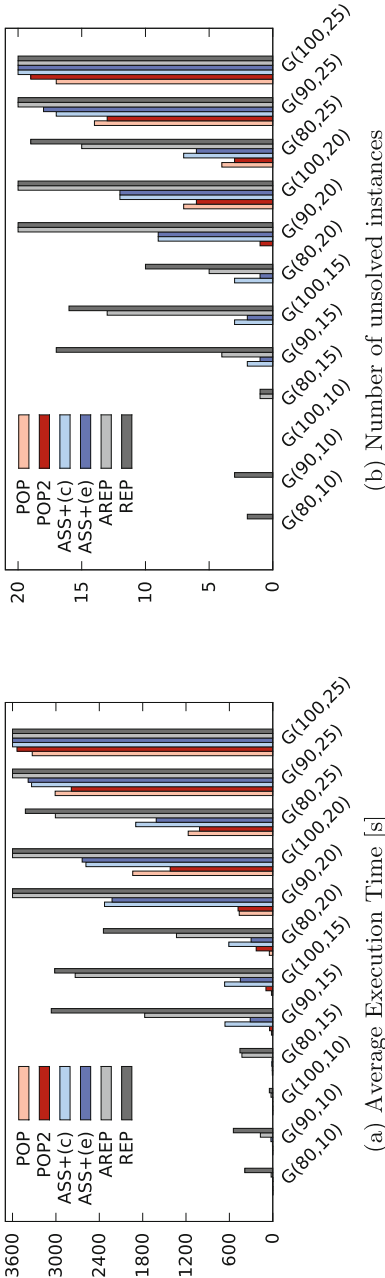 3600
3000
2400
1800
1200
600
0
POP
POP2
ASS+(c)
ASS+(e)
AREP
REP
G(80,10)
G(90,10)
G(100,10)
G(80,15)
G(90,15)
G(100,15)
G(80,20)
G(90,20)
G(100,20)
G(80,25)
G(90,25)
G(100,25)
(a) Average Execution Time [s]
20
15
10
5
0
POP
POP2
ASS+(c)
ASS+(e)
AREP
REP
G(80,10)
G(90,10)
G(100,10)
G(80,15)
G(90,15)
G(100,15)
G(80,20)
G(90,20)
G(100,20)
G(80,25)
G(90,25)
G(100,25)
(b) Number of unsolved instances